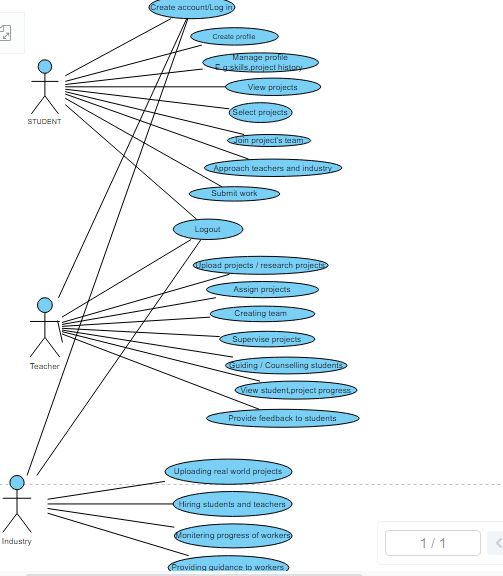 Create account/Log in
Create profile
Manage profile
E.g:skills,project history
View projects
Select projects
STUDENT
Join project's team
Approach teachers and industry
Submit work
Logout
Upload projects / research projects
Assign projects
Creating team
Supervise projects
Teacher
Guiding / Counselling students
View student,project progress
Provide feedback to students
Uploading real world projects
Hiring students and teachers
Monitering progress of workers
Industry
1 / 1
Providing guidance to workers